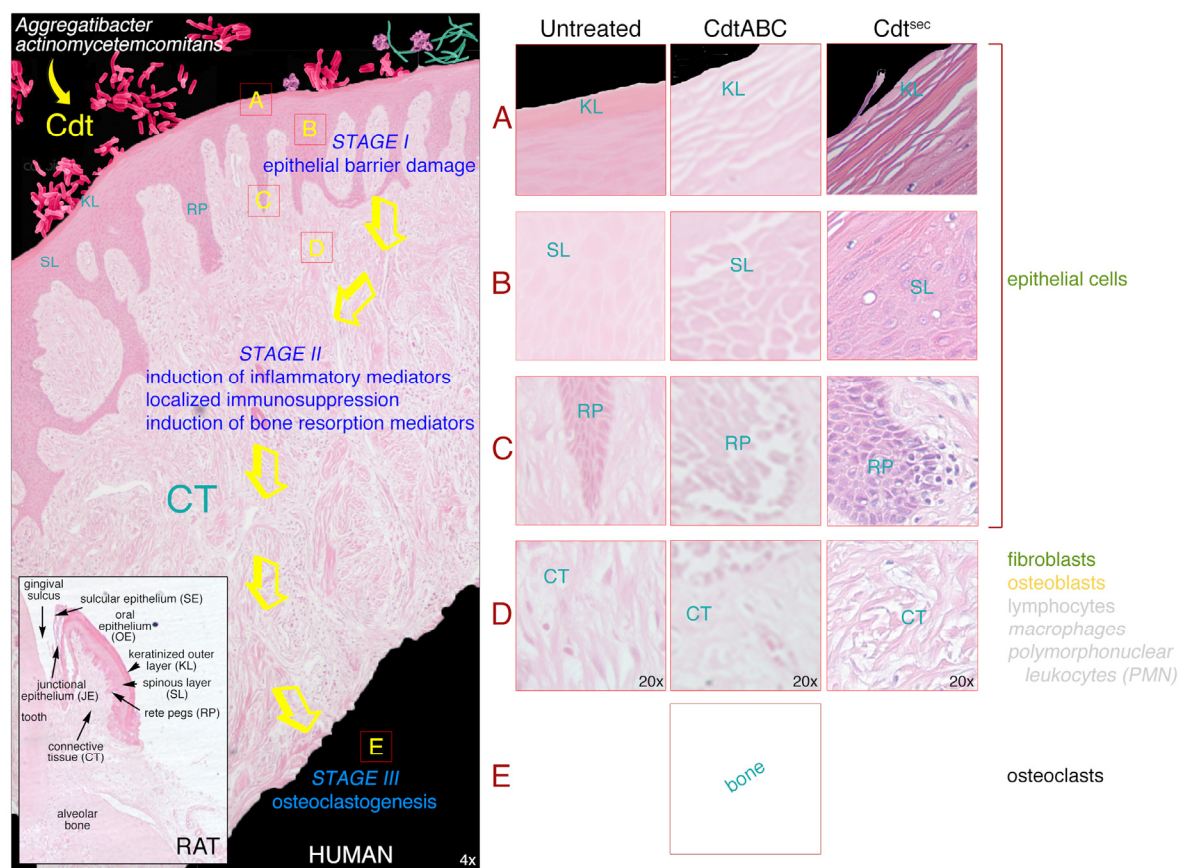 Aggregatibacter
actinomycetemcomitans
Cdt
A
B
STAGE I
epithelial barrier damage
C
KL
RP
D
SL
STAGE II
induction of inflammatory mediators
localized immunosuppression
induction of bone resorption mediators
CT
gingival
sulcus
sulcular epithelium (SE)
oral
epithelium
(OE)
keratinized outer
layer (KL)
junctional
epithelium (JE)
spinous layer
(SL)
tooth
rete pegs (RP)
connective
tissue (CT)
alveolar
bone
RAT
E
STAGE III
osteoclastogenesis
HUMAN
4x
Untreated
CdtABC
Cdtsec
A
KL
KL
KL
B
SL
SL
SL
epithelial cells
C
RP
RP
RP
D
CT
CT
CT
20x
20x
20x
fibroblasts
osteoblasts
lymphocytes
macrophages
polymorphonuclear
leukocytes (PMN)
E
bone
osteoclasts